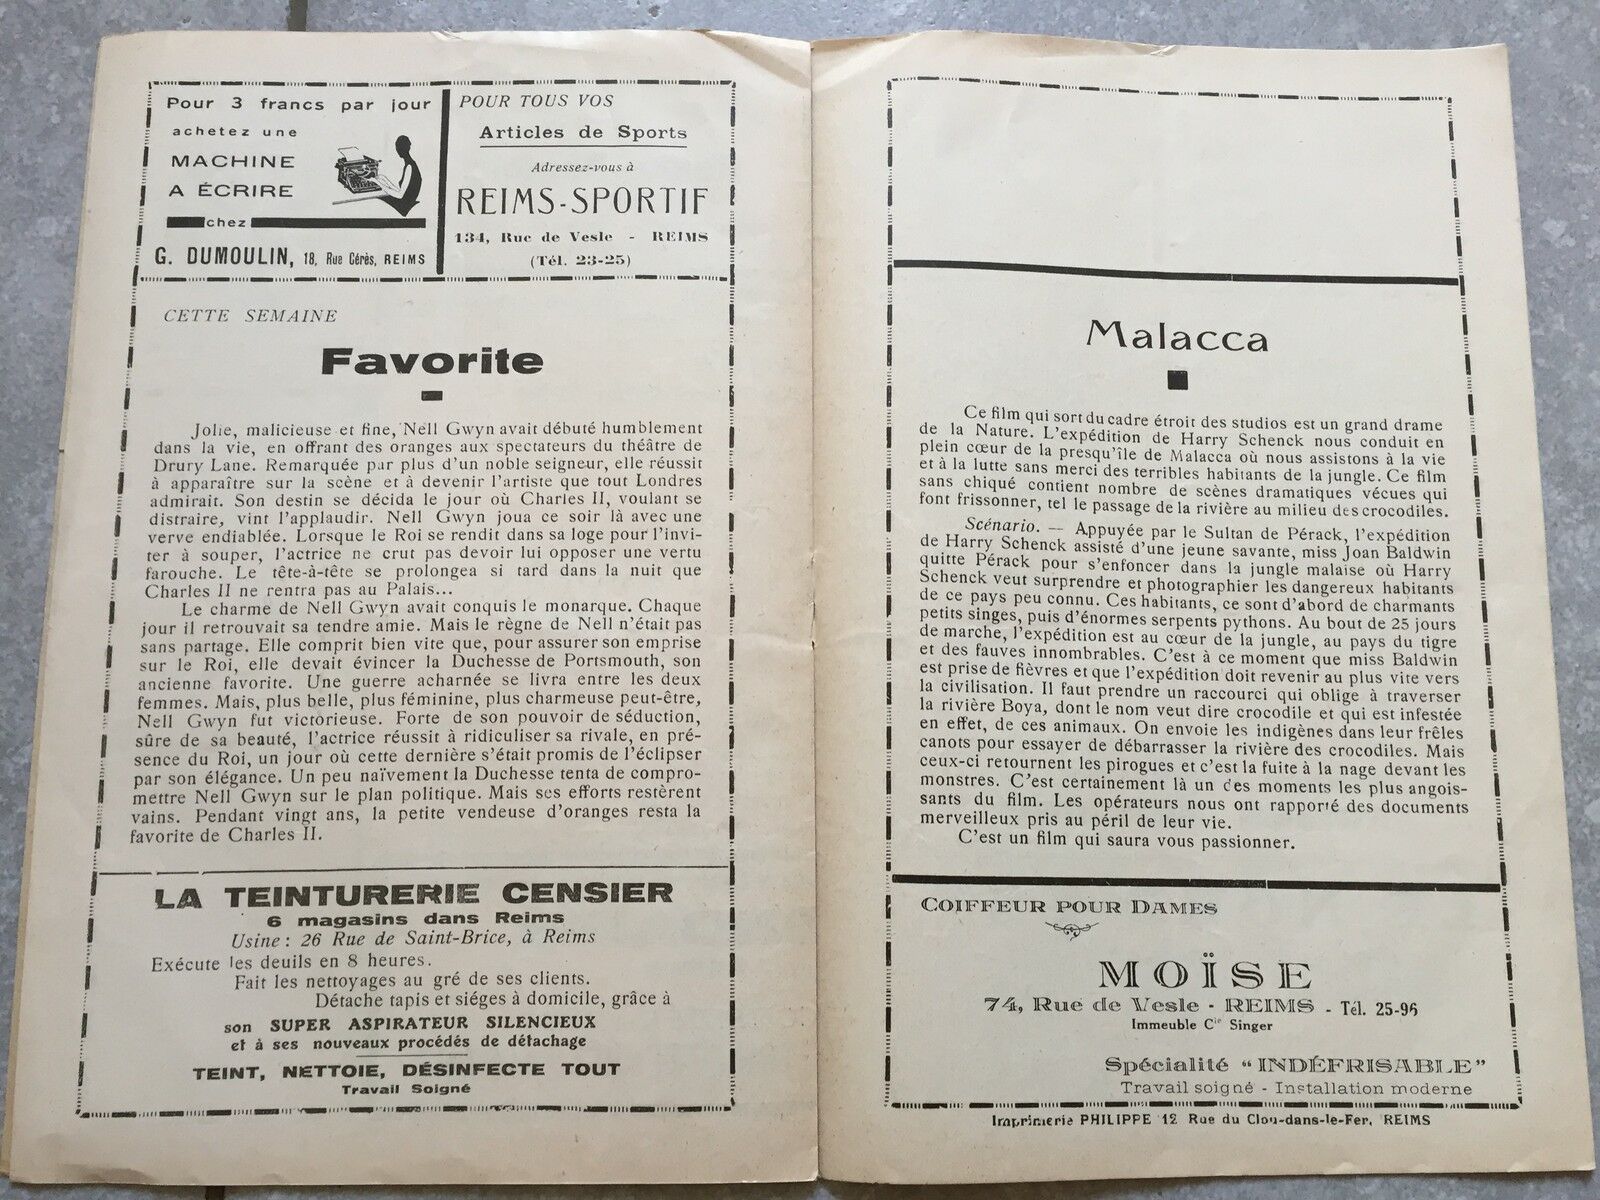 Pour 3 francs par jour
achetez une
MACHINE
A ÉCRIRE
chez
G. DUMOULIN, 18, Rue Cérès, REIMS
POUR TOUS VOS
Articles de Sports
Adressez-vous à
REIMS-SPORTIF
134, Rue de Vesle - REIMS
(Tél. 23-25)
CETTE SEMAINE
Favorite
Jolie, malicieuse et fine, Nell Gwyn avait débuté humblement
dans la vie, en offrant des oranges aux spectateurs du théâtre de
Drury Lane. Remarquée par plus d'un noble seigneur, elle réussit
à apparaître sur la scène et à devenir l'artiste que tout Londres
admirait. Son destin se décida le jour où Charles II, voulant se
distraire, vint l'applaudir. Nell Gwyn joua ce soir là avec une
verve endiablée. Lorsque le Roi se rendit dans sa loge pour l'invi-
ter à souper, l'actrice ne crut pas devoir lui opposer une vertu
farouche. Le tête-à-tête se prolongea si tard dans la nuit que
Charles II ne rentra pas au Palais...
Le charme de Nell Gwyn avait conquis le monarque. Chaque
jour il retrouvait sa tendre amie. Mais le règne de Nell n'était pas
sans partage. Elle comprit bien vite que, pour assurer son emprise
sur le Roi, elle devait évincer la Duchesse de Portsmouth, son
ancienne favorite. Une guerre acharnée se livra entre les deux
femmes. Mais, plus belle, plus féminine, plus charmeuse peut-être,
Nell Gwyn fut victorieuse. Forte de son pouvoir de séduction,
sûre de sa beauté, l'actrice réussit à ridiculiser sa rivale, en pré-
sence du Roi, un jour où cette dernière s'était promis de l'éclipser
par son élégance. Un peu naïvement la Duchesse tenta de compro-
mettre Nell Gwyn sur le plan politique. Mais ses efforts restèrent
vains. Pendant vingt ans, la petite vendeuse d'oranges resta la
favorite de Charles II.
LA TEINTURERIE CENSIER
6 magasins dans Reims
Usine : 26 Rue de Saint-Brice, à Reims
Exécute les deuils en 8 heures.
Fait les nettoyages au gré de ses clients.
Détache tapis et siéges à domicile, grâce à
son SUPER ASPIRATEUR SILENCIEUX
et à ses nouveaux procédés de détachage
TEINT, NETTOIE, DÉSINFECTE TOUT
Travail Soigné
Malacca
Ce film qui sort du cadre étroit des studios est un grand drame
de la Nature. L'expédition de Harry Schenck nous conduit en
plein cœur de la presqu'île de Malacca où nous assistons à la vie
et à la lutte sans merci des terribles habitants de la jungle. Ce film
sans chiqué contient nombre de scènes dramatiques vécues qui
font frissonner, tel le passage de la rivière au milieu des crocodiles.
Scénario. — Appuyée par le Sultan de Pérack, l'expédition
de Harry Schenck assisté d'une jeune savante, miss Joan Baldwin
quitte Pérack pour s'enfoncer dans la jungle malaise où Harry
Schenck veut surprendre et photographier les dangereux habitants
de ce pays peu connu. Ces habitants, ce sont d'abord de charmants
petits singes, puis d'énormes serpents pythons. Au bout de 25 jours
de marche, l'expédition est au cœur de la jungle, au pays du tigre
et des fauves innombrables. C'est à ce moment que miss Baldwin
est prise de fièvres et que l'expédition doit revenir au plus vite vers
la civilisation. Il faut prendre un raccourci qui oblige à traverser
la rivière Boya, dont le nom veut dire crocodile et qui est infestée
en effet, de ces animaux. On envoie les indigènes dans leur frêles
canots pour essayer de débarrasser la rivière des crocodiles. Mais
ceux-ci retournent les pirogues et c'est la fuite à la nage devant les
monstres. C'est certainement là un des moments les plus angois-
sants du film. Les opérateurs nous ont rapporté des documents
merveilleux pris au péril de leur vie.
C'est un film qui saura vous passionner.
COIFFEUR POUR DAMES
MOÏSE
74, Rue de Vesle - REIMS - Tél. 25-96
Immeuble Cie Singer
Spécialité "INDÉFRISABLE"
Travail soigné - Installation moderne
Imprimerie PHILIPPE 12 Rue du Clou-dans-le-Fer, REIMS